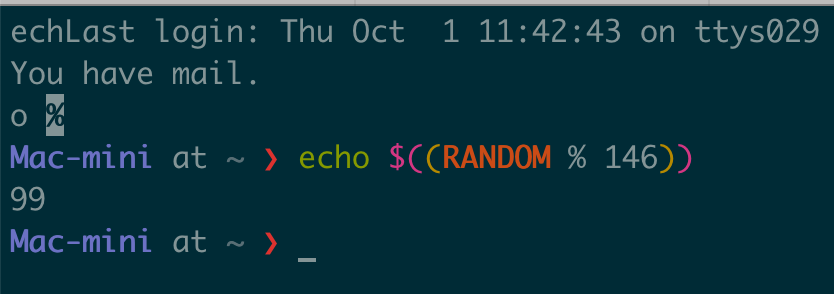 echLast login: Thu Oct  1 11:42:43 on ttys029
You have mail.
o %
Mac-mini at ~ ❯ echo $((RANDOM % 146))
99
Mac-mini at ~ ❯ _